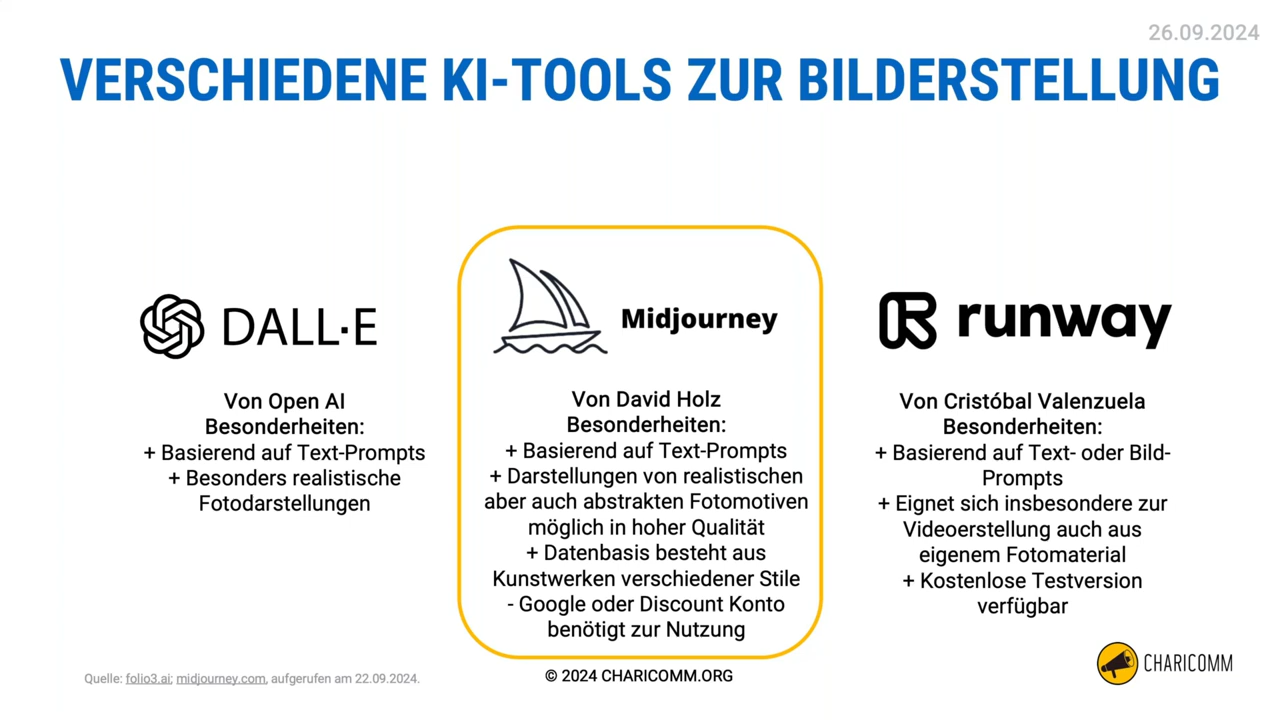 26.09.2024
VERSCHIEDENE KI-TOOLS ZUR BILDERSTELLUNG
DALL·E
Von Open AI
Besonderheiten:
+ Basierend auf Text-Prompts
+ Besonders realistische
Fotodarstellungen
Midjourney
Von David Holz
Besonderheiten:
+ Basierend auf Text-Prompts
+ Darstellungen von realistischen
aber auch abstrakten Fotomotiven
möglich in hoher Qualität
+ Datenbasis besteht aus
Kunstwerken verschiedener Stile
- Google oder Discount Konto
benötigt zur Nutzung
runway
Von Cristóbal Valenzuela
Besonderheiten:
+ Basierend auf Text- oder Bild-
Prompts
+ Eignet sich insbesondere zur
Videoerstellung auch aus
eigenem Fotomaterial
+ Kostenlose Testversion
verfügbar
Quelle: folio3.ai; midjourney.com, aufgerufen am 22.09.2024.
© 2024 CHARICOMM.ORG
CHARICOMM